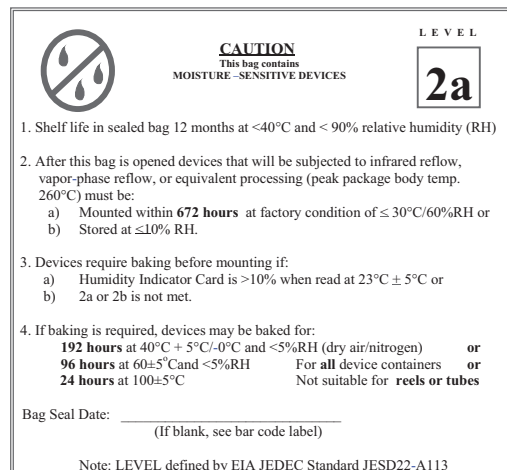 LEVEL
CAUTION
This bag contains
MOISTURE –SENSITIVE DEVICES
2a
1. Shelf life in sealed bag 12 months at <40°C and < 90% relative humidity (RH)
2. After this bag is opened devices that will be subjected to infrared reflow,
vapor-phase reflow, or equivalent processing (peak package body temp.
260°C) must be:
a) Mounted within 672 hours at factory condition of ≤ 30°C/60%RH or
b) Stored at ≤10% RH.
3. Devices require baking before mounting if:
a) Humidity Indicator Card is >10% when read at 23°C ± 5°C or
b) 2a or 2b is not met.
4. If baking is required, devices may be baked for:
192 hours at 40°C + 5°C/-0°C and <5%RH (dry air/nitrogen) or
96 hours at 60±5°Cand <5%RH For all device containers or
24 hours at 100±5°C Not suitable for reels or tubes
Bag Seal Date: ______________________________
(If blank, see bar code label)
Note: LEVEL defined by EIA JEDEC Standard JESD22-A113